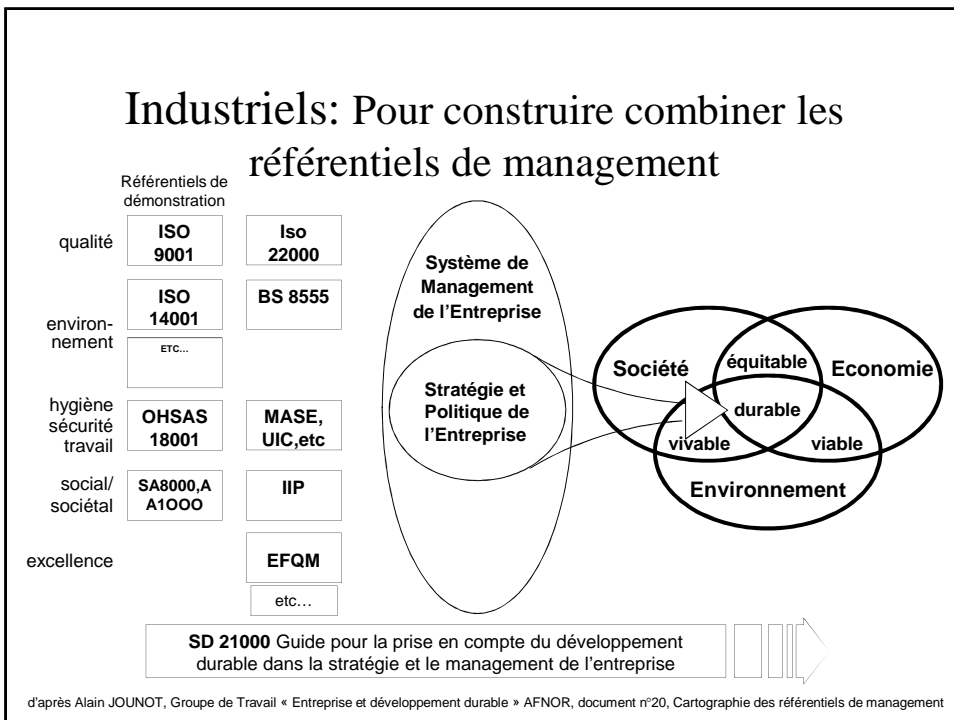 Industriels: Pour construire combiner les
référentiels de management
Référentiels de
démonstration
qualité
ISO
9001
Iso
22000
environ-
nement
ISO
14001
BS 8555
ETC...
hygiène
sécurité
travail
OHSAS
18001
MASE,
UIC,etc
social/
sociétal
SA8000,A
A1OOO
IIP
excellence
EFQM
etc...
Système de
Management
de l'Entreprise
Stratégie et
Politique de
l'Entreprise
Société
équitable
Economie
durable
vivable
viable
Environnement
SD 21000 Guide pour la prise en compte du développement
durable dans la stratégie et le management de l'entreprise
d'après Alain JOUNOT, Groupe de Travail « Entreprise et développement durable » AFNOR, document n°20, Cartographie des référentiels de management